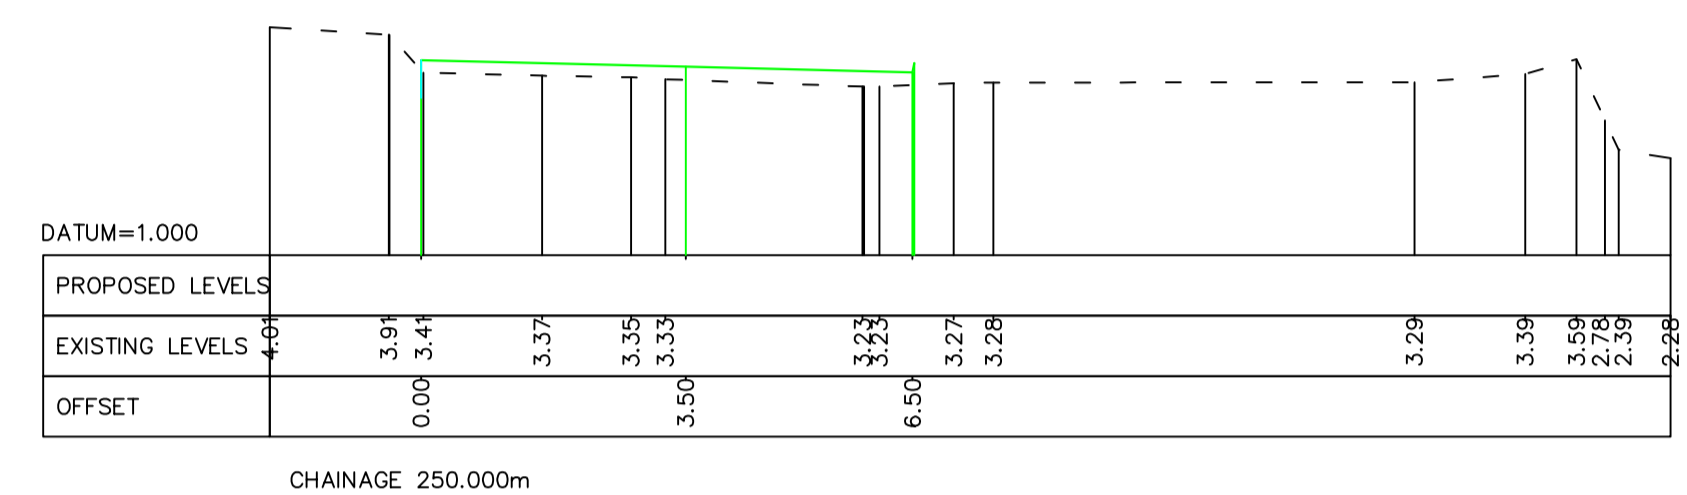 DATUM=1.000
PROPOSED LEVELS
EXISTING LEVELS 4.01 3.91 3.41 3.37 3.35 3.33 3.23 3.23 3.27 3.28 3.29 3.39 3.59 2.78 2.39 2.28
OFFSET 0.00 3.50 6.50
CHAINAGE 250.000m